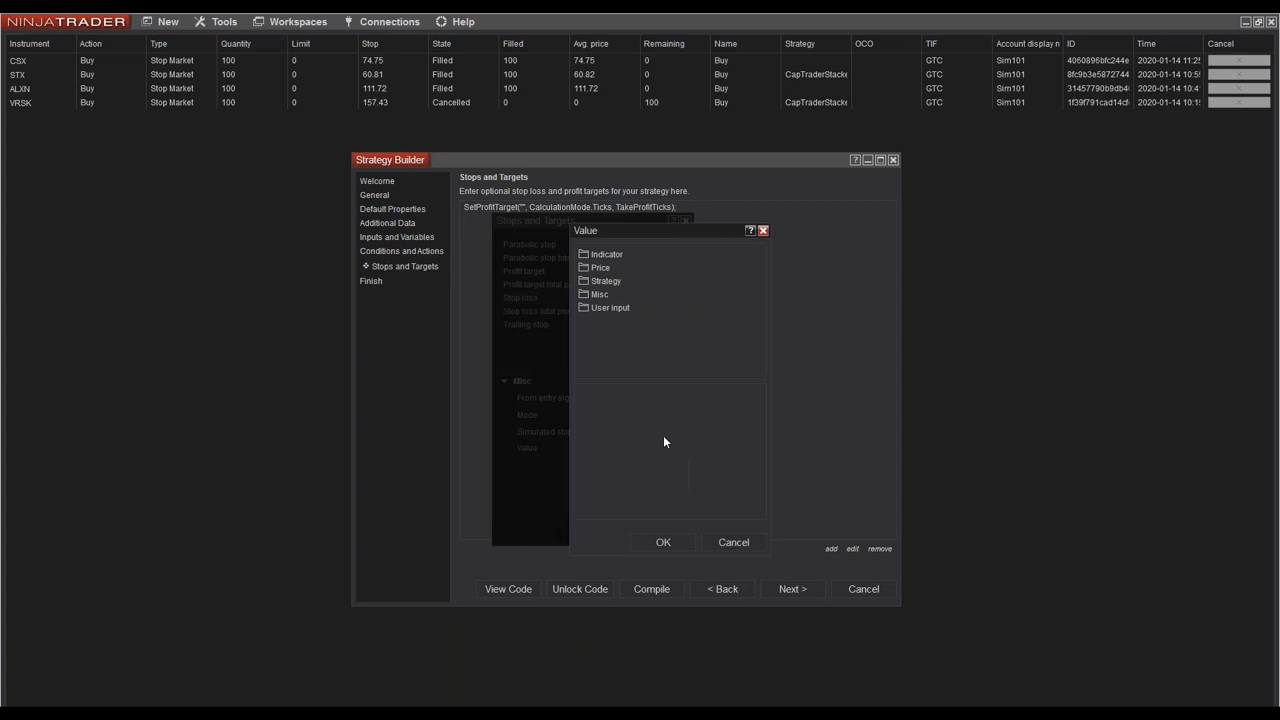 NINJATRADER New Tools Workspaces Connections Help
Instrument Action Type Quantity Limit Stop State Filled Avg. price Remaining Name Strategy OCO TIF Account display n ID Time Cancel
CSX Buy Stop Market 100 0 74.75 Filled 100 74.75 0 Buy GTC Sim101 4060896bfc244e 2020-01-14 11:25
STX Buy Stop Market 100 0 60.81 Filled 100 60.82 0 Buy CapTraderStacke GTC Sim101 8fc9b3e5872744 2020-01-14 10:55
ALXN Buy Stop Market 100 0 111.72 Filled 100 111.72 0 Buy GTC Sim101 31457790b9db4 2020-01-14 10:4
VRSK Buy Stop Market 100 0 157.43 Cancelled 0 0 100 Buy CapTraderStacke GTC Sim101 1f39f791cad14cf 2020-01-14 10:1
Strategy Builder
Welcome
General
Default Properties
Additional Data
Inputs and Variables
Conditions and Actions
Stops and Targets
Finish
Stops and Targets
Enter optional stop loss and profit targets for your strategy here.
SetProfitTarget("", CalculationMode.Ticks, TakeProfitTicks);
Stops and Targets
Parabolic stop
Parabolic stop
Profit target
Profit target total
Stop loss
Stop loss total
Trailing stop
Misc
From entry sig
Mode
Simulated stop
Value
Value
Indicator
Price
Strategy
Misc
User input
OK Cancel
add edit remove
View Code Unlock Code Compile < Back Next > Cancel